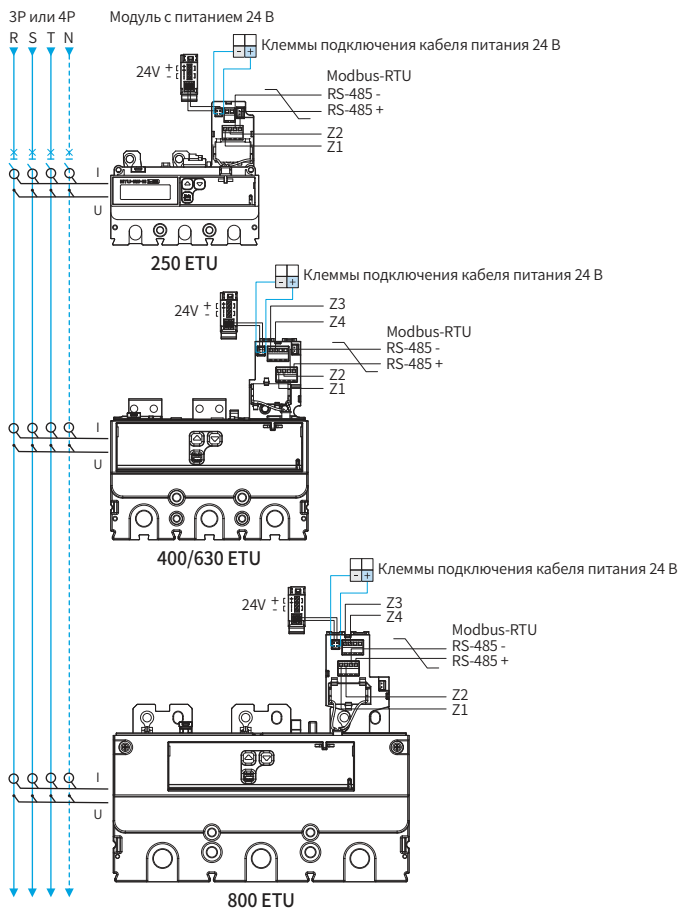 3P или 4P
Модуль с питанием 24 В
R S T N
Клеммы подключения кабеля питания 24 В
- +
24V + -
Modbus-RTU
RS-485 -
RS-485 +
Z2
Z1
I
U
250 ETU
Клеммы подключения кабеля питания 24 В
- +
24V + -
Z3
Z4
Modbus-RTU
RS-485 -
RS-485 +
Z2
Z1
I
U
400/630 ETU
Клеммы подключения кабеля питания 24 В
- +
24V + -
Z3
Z4
Modbus-RTU
RS-485 -
RS-485 +
Z2
Z1
I
U
800 ETU